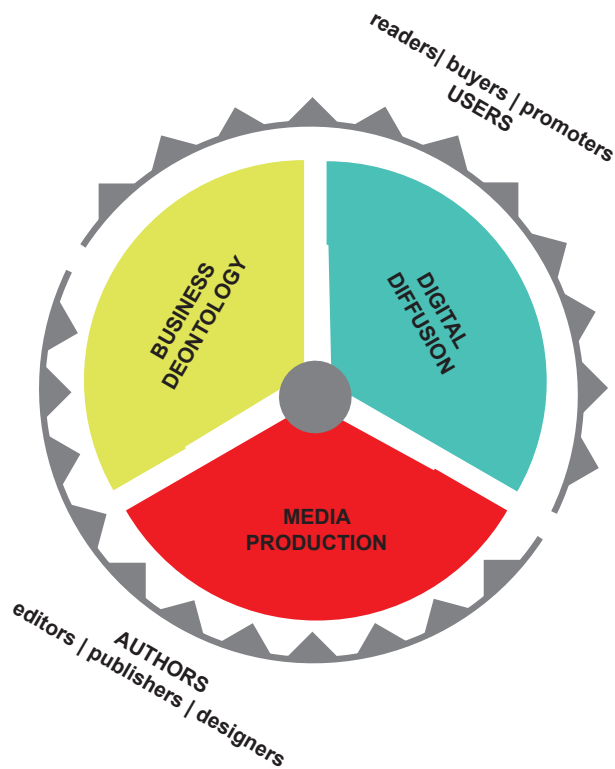 readers| buyers | promoters
USERS
BUSINESS
DEONTOLOGY
DIGITAL
DIFFUSION
MEDIA
PRODUCTION
AUTHORS
editors | publishers | designers